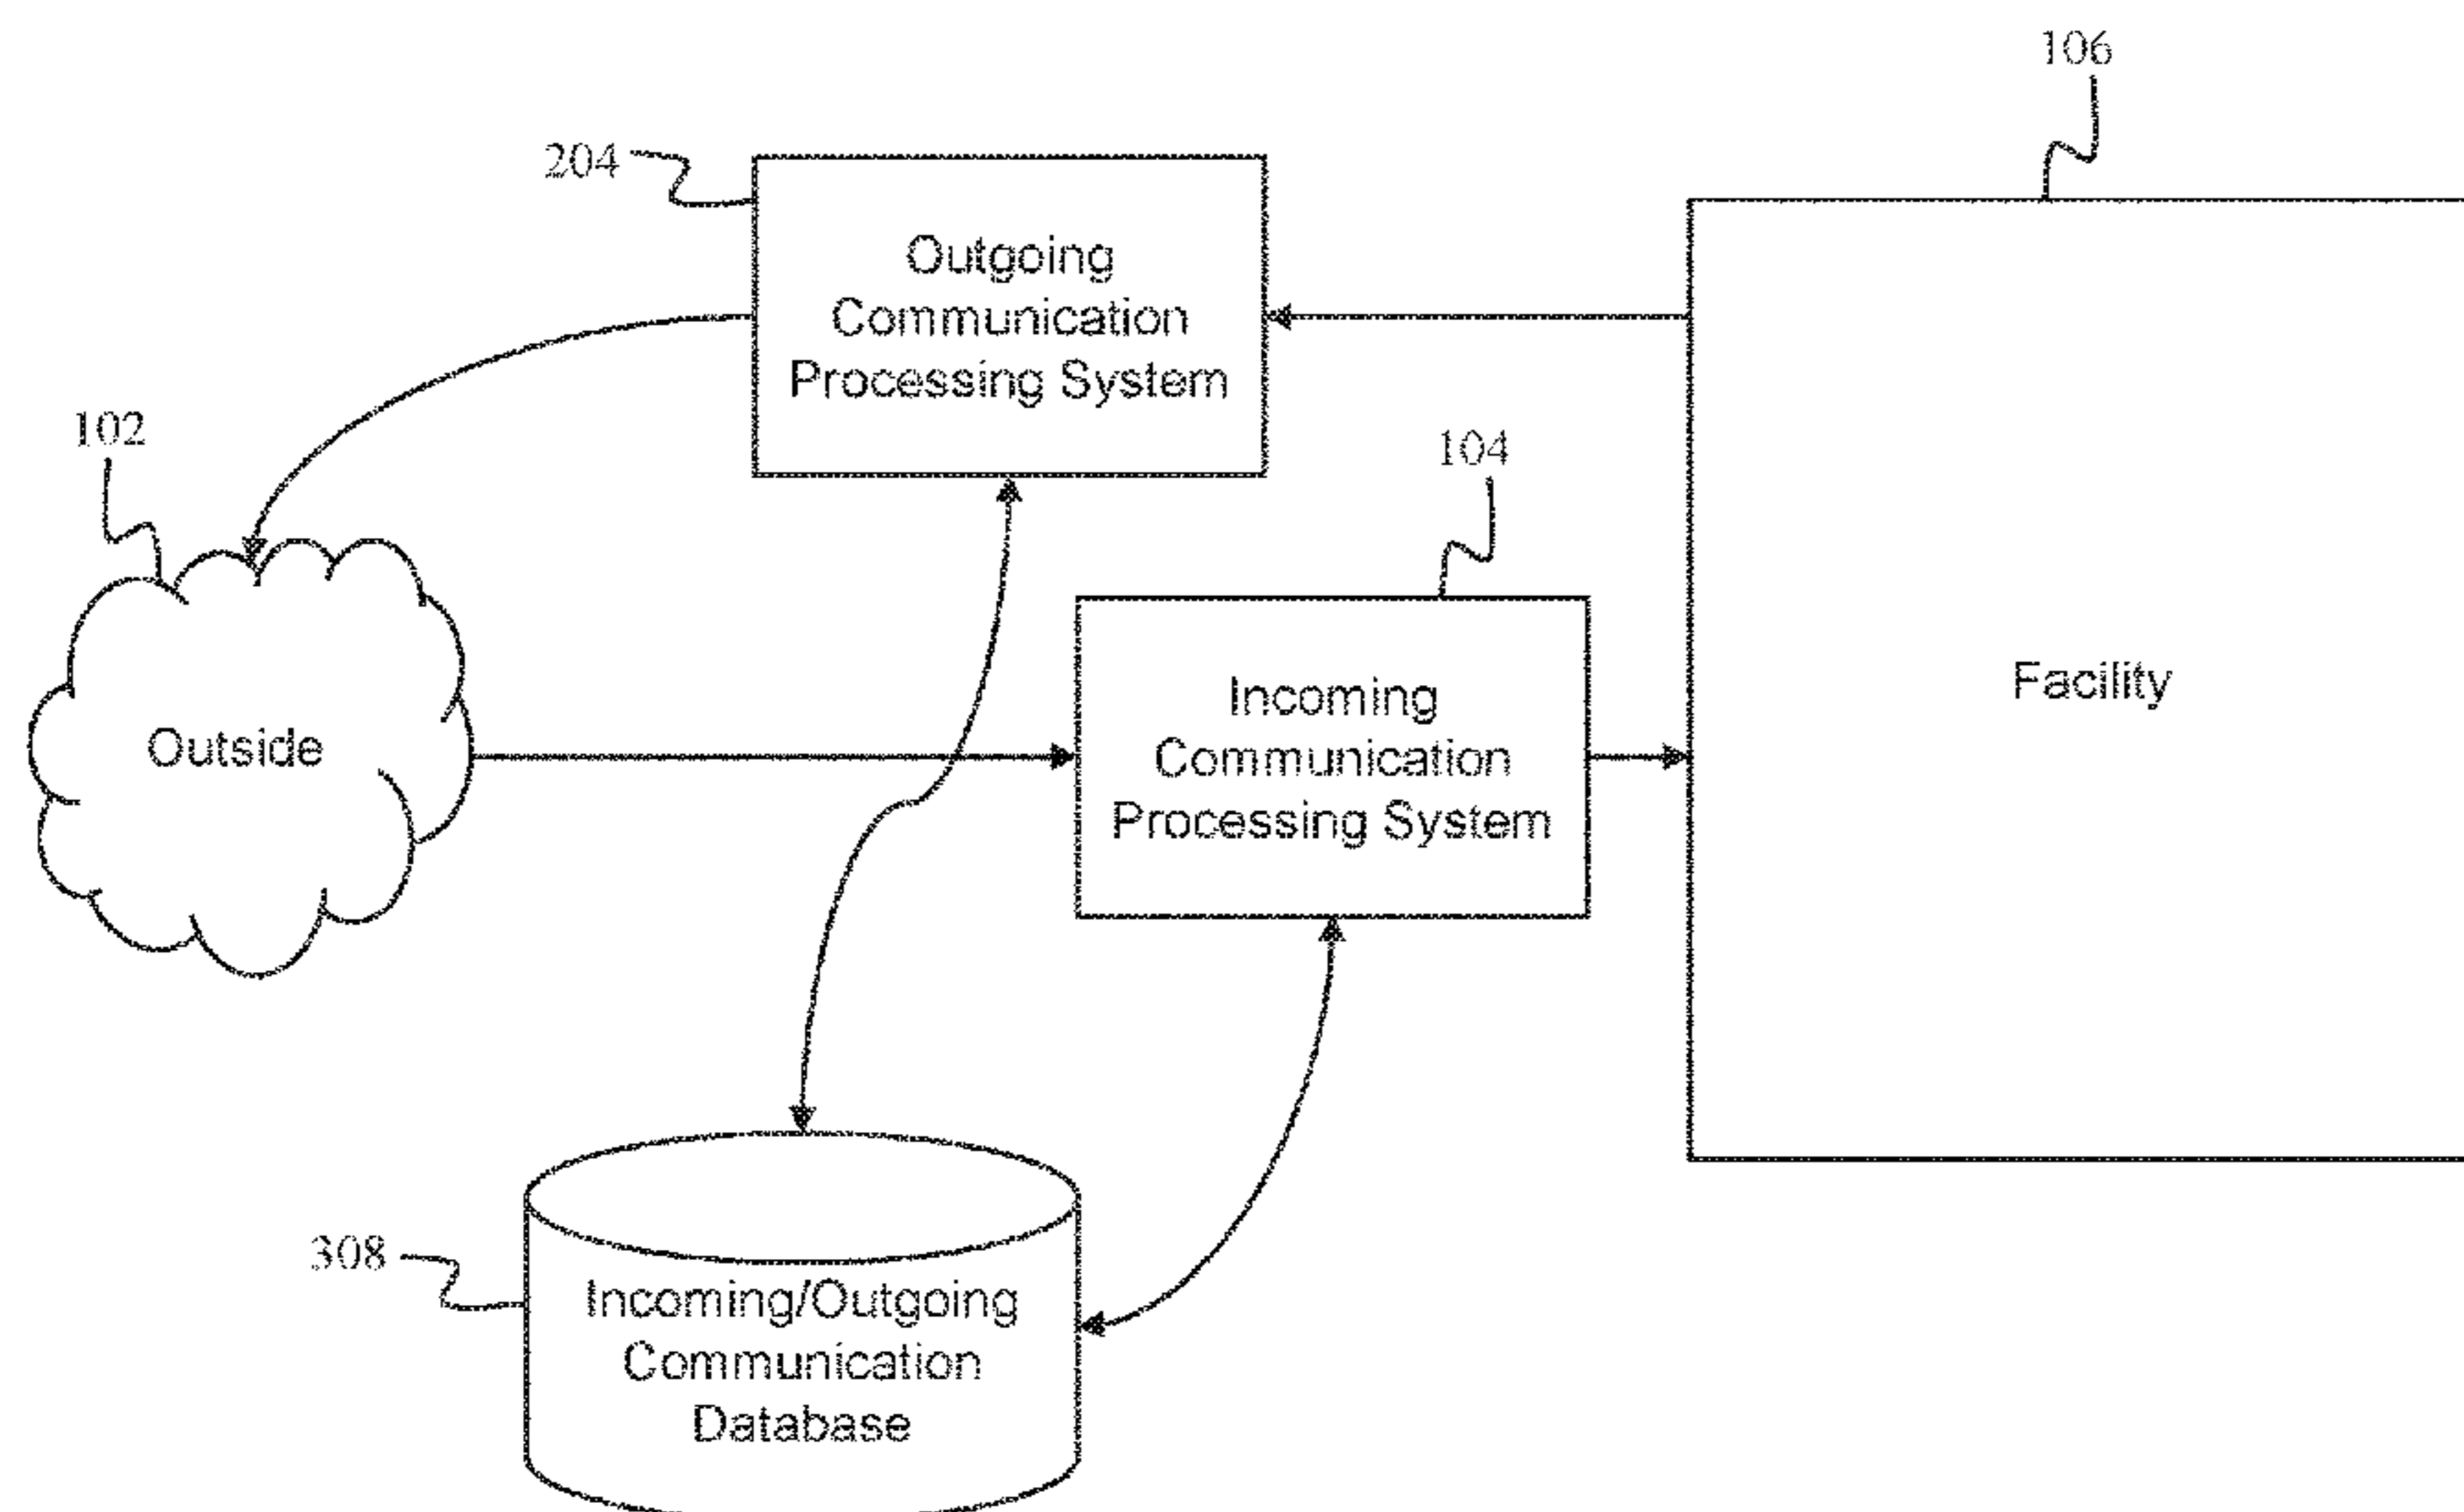 106
204
Outgoing
Communication
Processing System
102
104
Incoming
Communication
Processing System
Facility
Outside
308
Incoming/Outgoing
Communication
Database